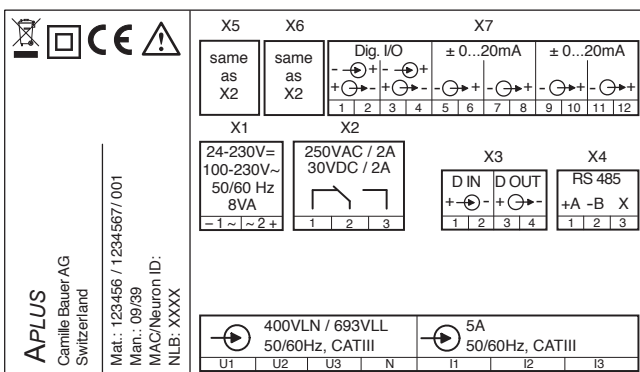 CE
APLUS
Camille Bauer AG
Switzerland
Mat.: 123456 / 1234567/ 001
Man.: 09/39
MAC/Neuron ID:
NLB: XXXX
X5 X6 X7
same as X2
same as X2
Dig. I/O ± 0...20mA ± 0...20mA
- + - +
+ - + - - + - + - + - +
1 2 3 4 5 6 7 8 9 10 11 12
X1 X2
24-230V=
100-230V~
50/60 Hz
8VA
– 1 ~ ~ 2 +
250VAC / 2A
30VDC / 2A
1 2 3
X3 X4
D IN D OUT
+ - + -
1 2 3 4
RS 485
+A -B X
1 2 3
400VLN / 693VLL
50/60Hz, CATIII
U1 U2 U3 N
5A
50/60Hz, CATIII
I1 I2 I3